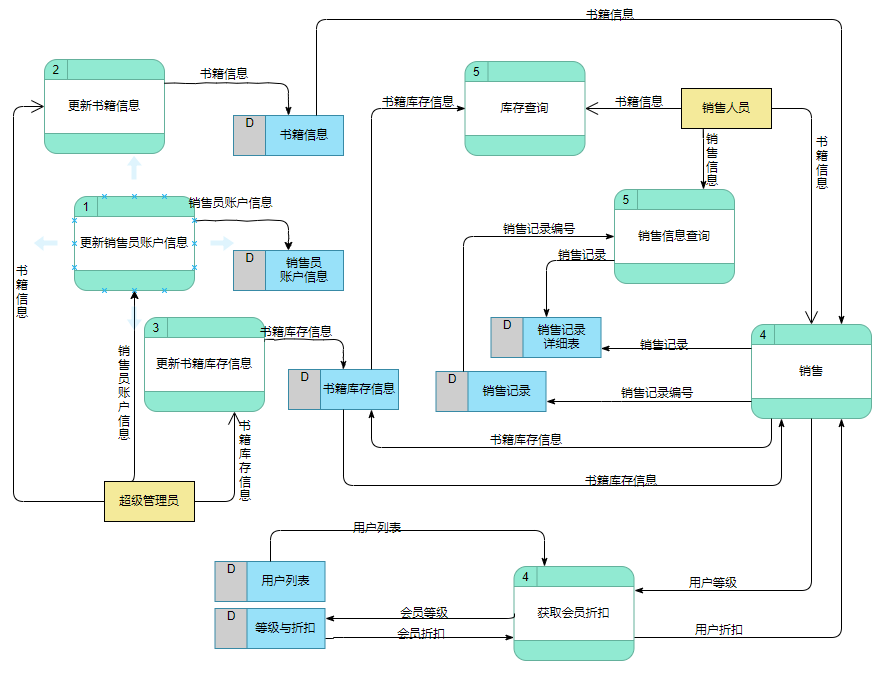 书籍信息
2
更新书籍信息
书籍信息
D
书籍信息
5
库存查询
书籍库存信息
书籍信息
销售人员
销售信息
书籍信息
1
更新销售员账户信息
销售员账户信息
D
销售员
账户信息
5
销售信息查询
销售记录编号
销售记录
书籍信息
3
更新书籍库存信息
书籍库存信息
D
书籍库存信息
D
销售记录
详细表
销售记录
4
销售
D
销售记录
销售记录编号
销售员账户信息
书籍库存信息
书籍库存信息
书籍库存信息
超级管理员
用户列表
D
用户列表
4
获取会员折扣
用户等级
D
等级与折扣
会员等级
会员折扣
用户折扣